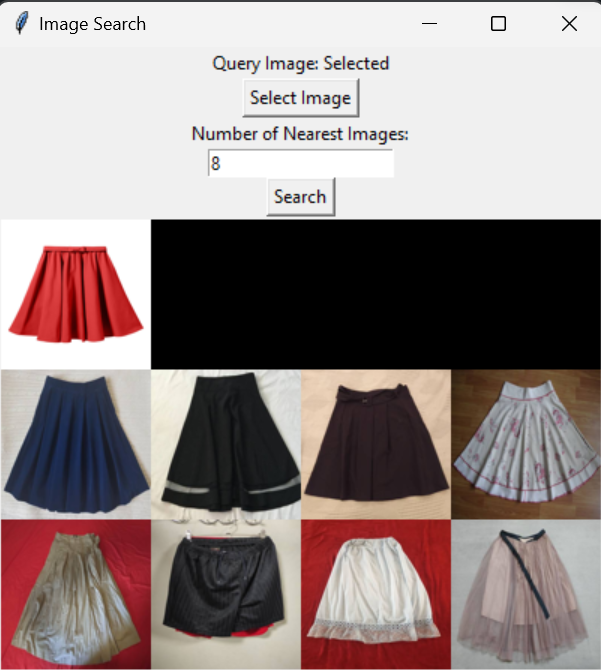 Image Search
Query Image: Selected
Select Image
Number of Nearest Images:
8
Search